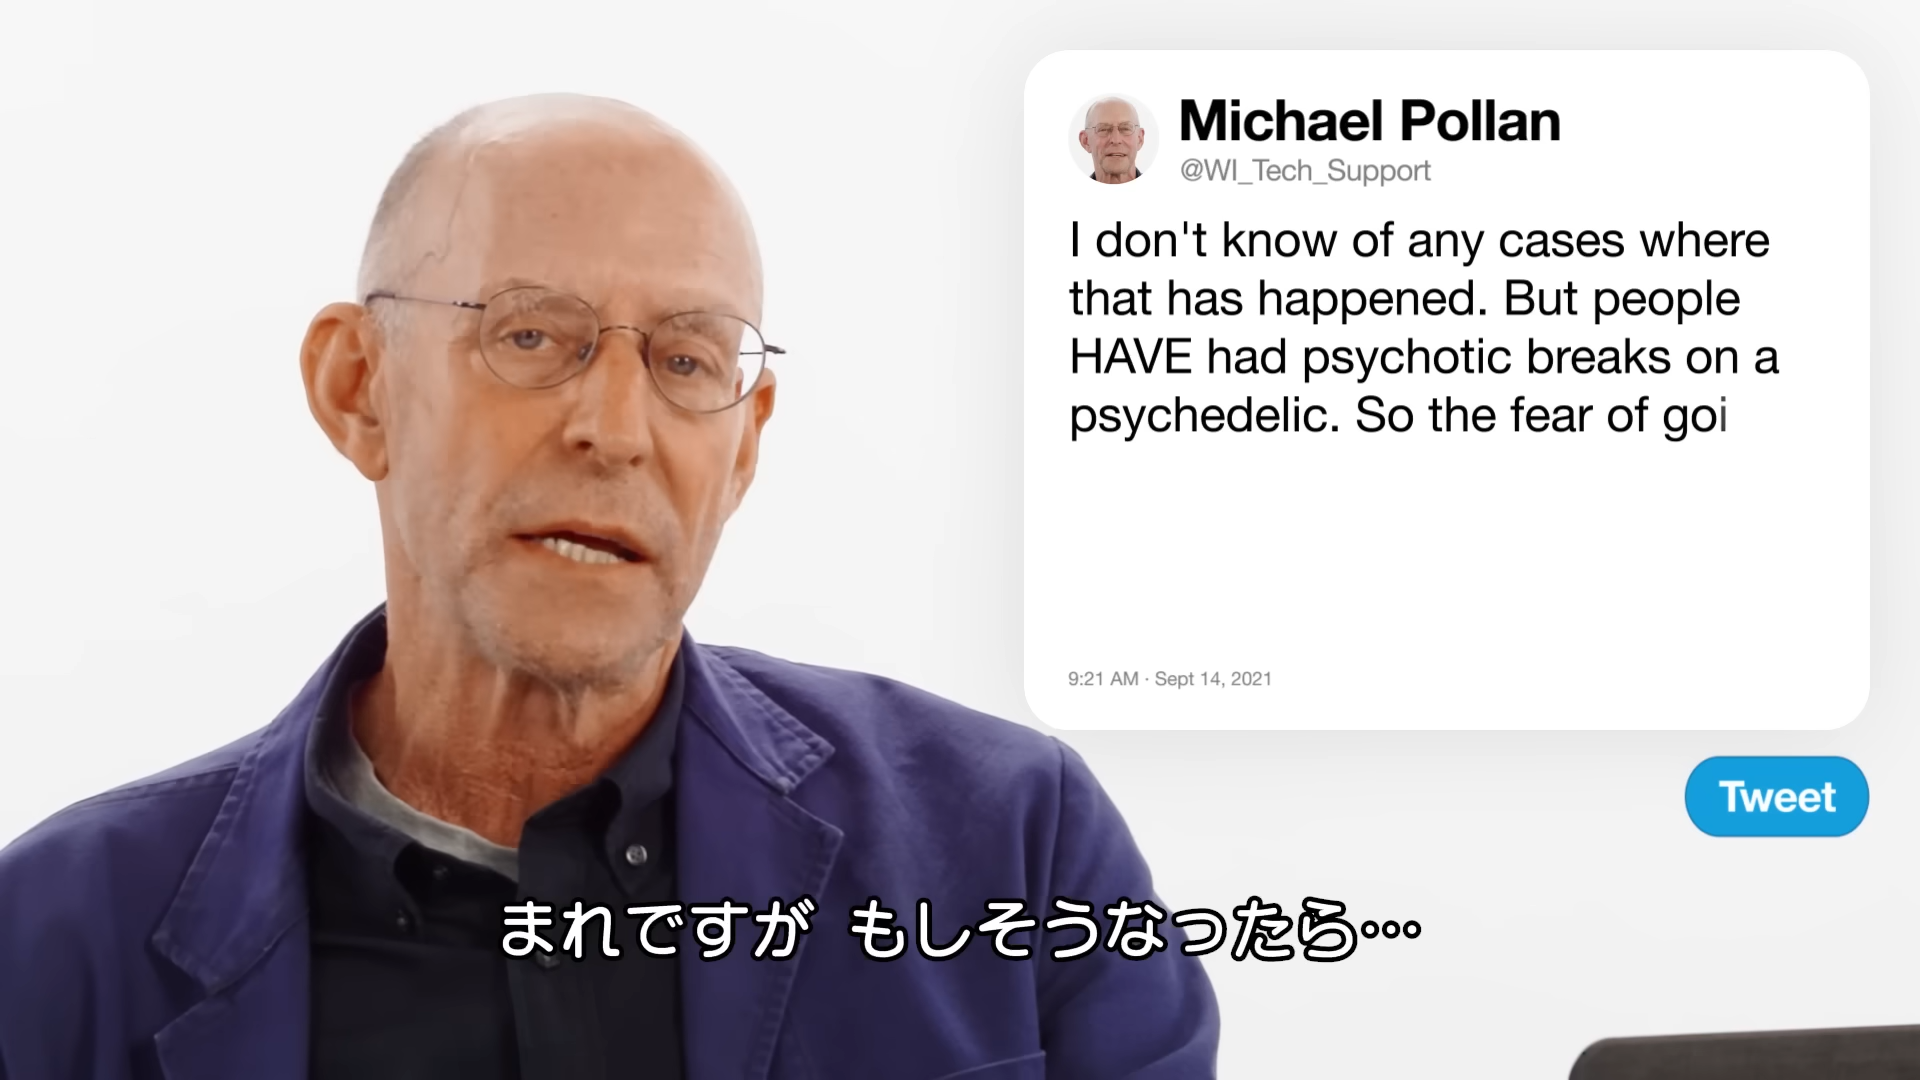 Michael Pollan
@WI_Tech_Support
I don't know of any cases where
that has happened. But people
HAVE had psychotic breaks on a
psychedelic. So the fear of goi
9:21 AM · Sept 14, 2021
Tweet
まれですが もしそうなったら…